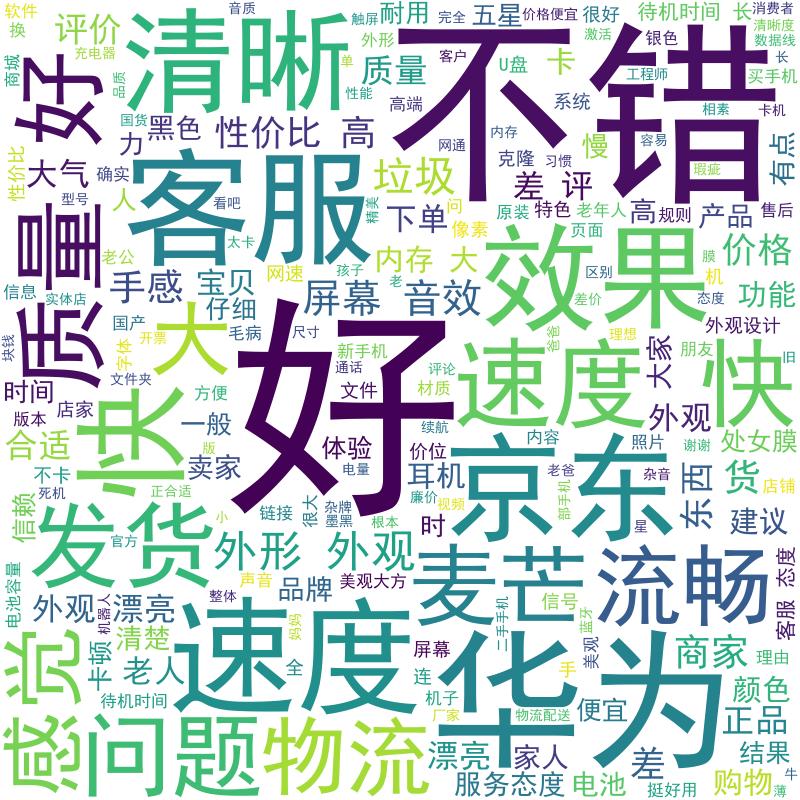 软件
换
评价
充电器
商城
好
品质
清晰
音质
触屏
完全
耐用
外形
质量
单
性能
五星
价格便宜
很好
激活
客户
U盘
卡
待机时间 长
银色
工程师
消费者
清晰度
数据线
长
买手机
不错
国货
力
黑色
性价比 高
高端
网通
内存
系统
克隆
习惯
慢
容易
相素
卡机
瑕疵
有点
性价比
大气
确实
型号
人
看吧
客服
垃圾
精美
下单
问
像素
差 评
原装
特色
老年人
页面
高
规则
产品
售后
质量
太卡
老公
手感
宝贝
仔细
网速
孩子
老
屏幕
内存 大
音效
效果
区别
差价
膜
机
态度
价格
功能
信息
实体店
国产
块钱
开票
字体
文件夹
大
毛病
尺寸
新手机
通话
评论
材质
爸爸
理想
外观设计
大家
朋友
旧
时间
版本
店家
方便
一般
好
文件
体验
价位
续航
速度
内容
照片
外观
谢谢
快
处女膜
合适
不卡
死机
信赖
快
卖家
版
正合适
电量
耳机
廉价
视频
老爸
部手机
京东
杂音
星
东西
货
店铺
建议
发货
官方
小
链接
很大
杂牌
墨黑
根本
时
外形 外观
声音
品牌
美观大方
麦芒
流畅
电池容量
外观
漂亮
机器人
整体
速度
妈妈
二手手机
信号
蓝牙
美观
客服 态度
感觉
清楚
卡顿
老人
待机时间
全
屏幕
连
机子
华为
手
商家
理由
颜色
问题
物流
厂家
漂亮
服务态度
家人
物流配送
电池
便宜
差
挺好用
正品
结果
购物
牛
薄